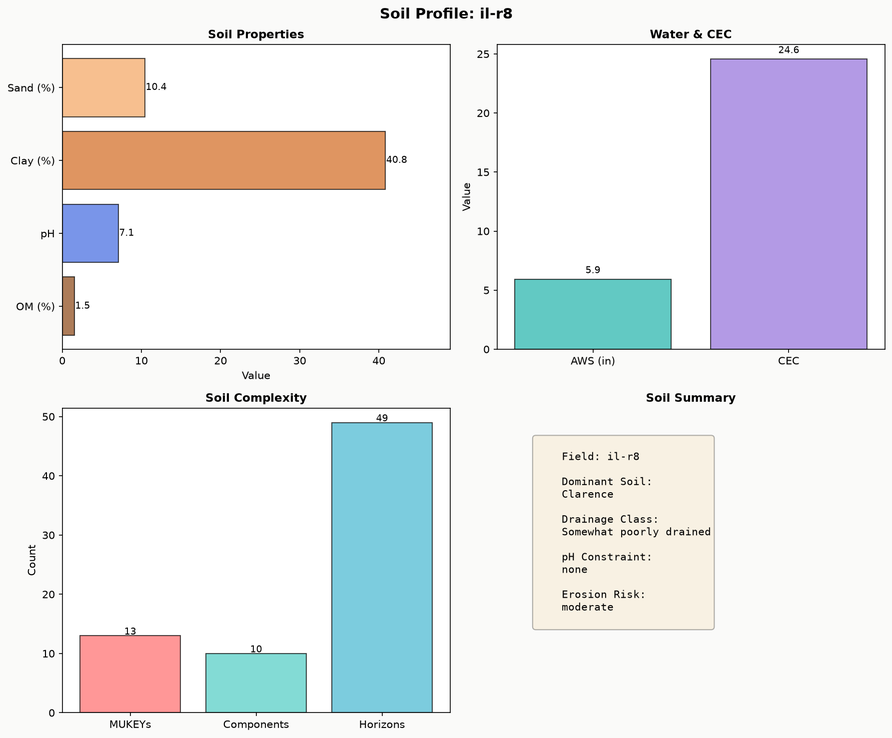 Soil Profile: il-r8
Soil Properties
Sand (%)
10.4
Clay (%)
40.8
pH
7.1
OM (%)
1.5
0 10 20 30 40
Value
Water & CEC
Value
25
20
15
10
5
0
24.6
5.9
AWS (in) CEC
Soil Complexity
Count
50
40
30
20
10
0
13
10
49
MUKEYs Components Horizons
Soil Summary
Field: il-r8
Dominant Soil:
Clarence
Drainage Class:
Somewhat poorly drained
pH Constraint:
none
Erosion Risk:
moderate